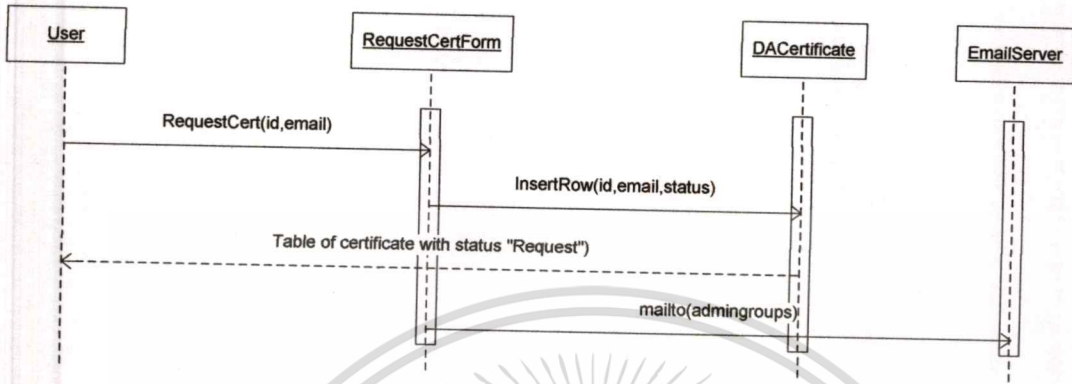 User
RequestCertForm
DACertificate
EmailServer
RequestCert(id,email)
InsertRow(id,email,status)
Table of certificate with status "Request")
mailto(admingroups)